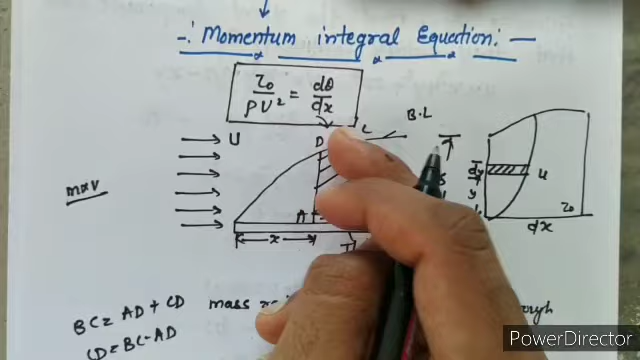 ∴ Momentum integral Equation: —
τ₀/ρU² = dθ/dx
B.L
D
C
U
m×v
dy
u
y
A
τ₀
x
dx
BC = AD + CD mass
CD = BC - AD
PowerDirector